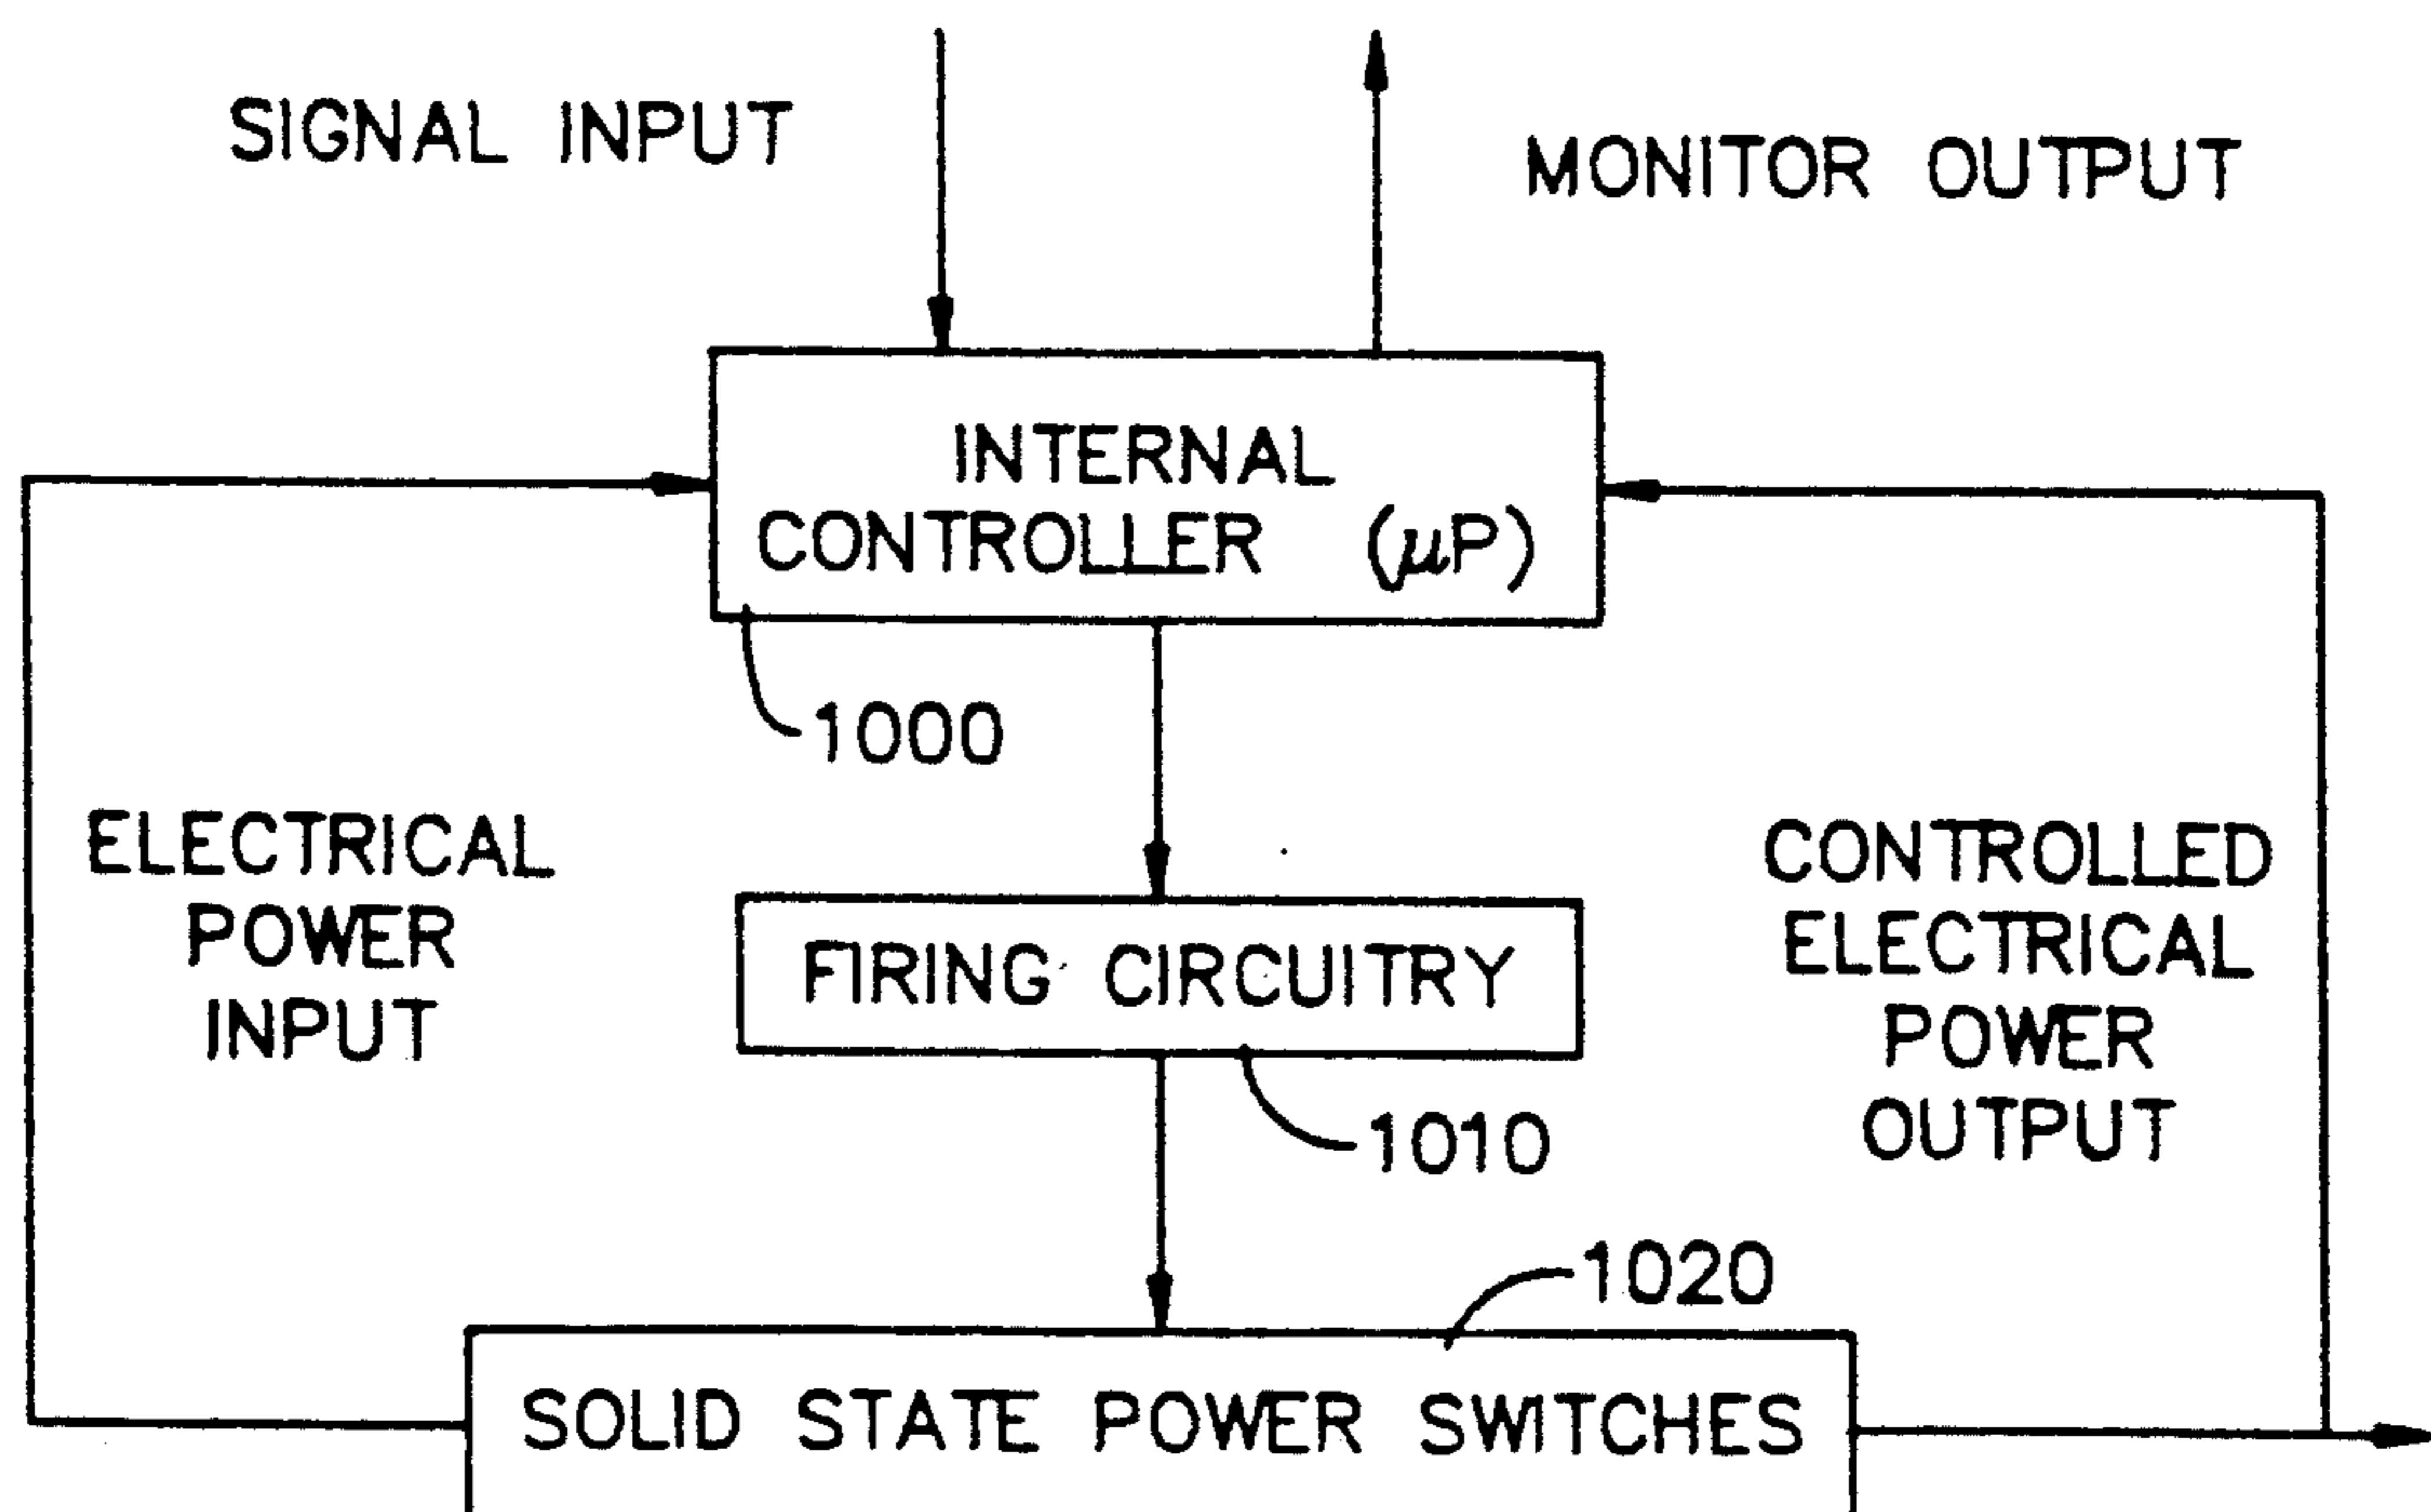 SIGNAL INPUT
MONITOR OUTPUT
INTERNAL
CONTROLLER (μP)
1000
ELECTRICAL
POWER
INPUT
FIRING CIRCUITRY
1010
CONTROLLED
ELECTRICAL
POWER
OUTPUT
1020
SOLID STATE POWER SWITCHES